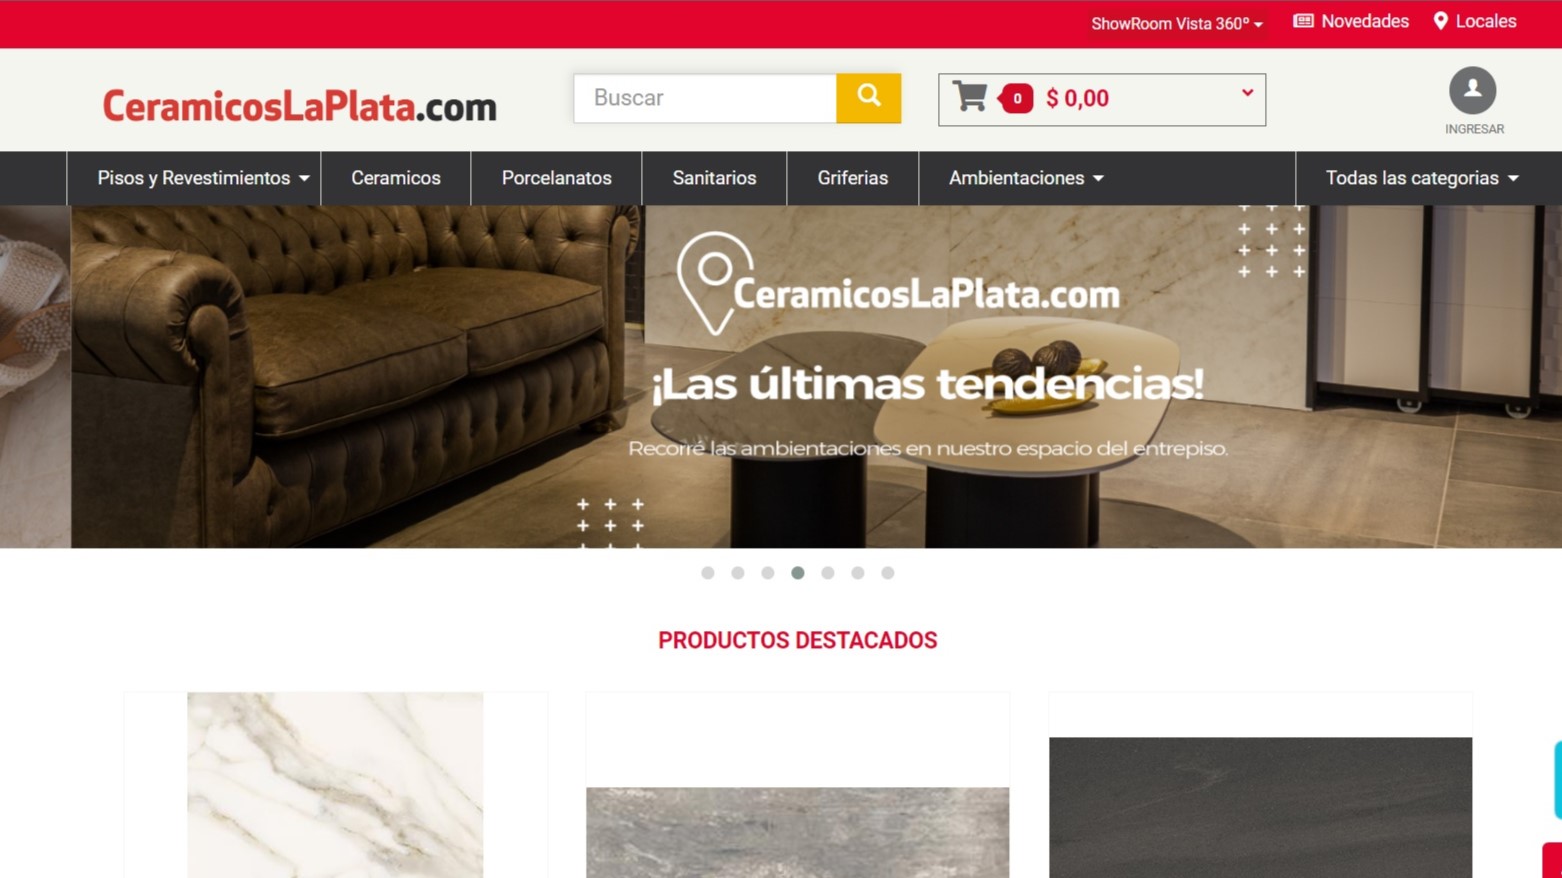 ShowRoom Vista 360º
Novedades
Locales
CeramicosLaPlata.com
Buscar
0
$ 0,00
INGRESAR
Pisos y Revestimientos
Ceramicos
Porcelanatos
Sanitarios
Griferias
Ambientaciones
Todas las categorias
CeramicosLaPlata.com
¡Las últimas tendencias!
Recorré las ambientaciones en nuestro espacio del entrepiso.
PRODUCTOS DESTACADOS